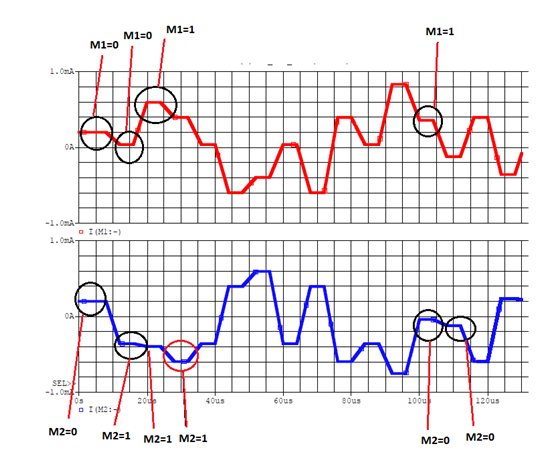 M1=0
M1=0
M1=1
M1=1
1.0mA
0A
-1.0mA
I(M1:-)
1.0mA
0A
SEL>>
-1.0mA
0s 20us 40us 60us 80us 100us 120us
I(M2:-)
M2=0
M2=1
M2=1
M2=1
M2=0
M2=0